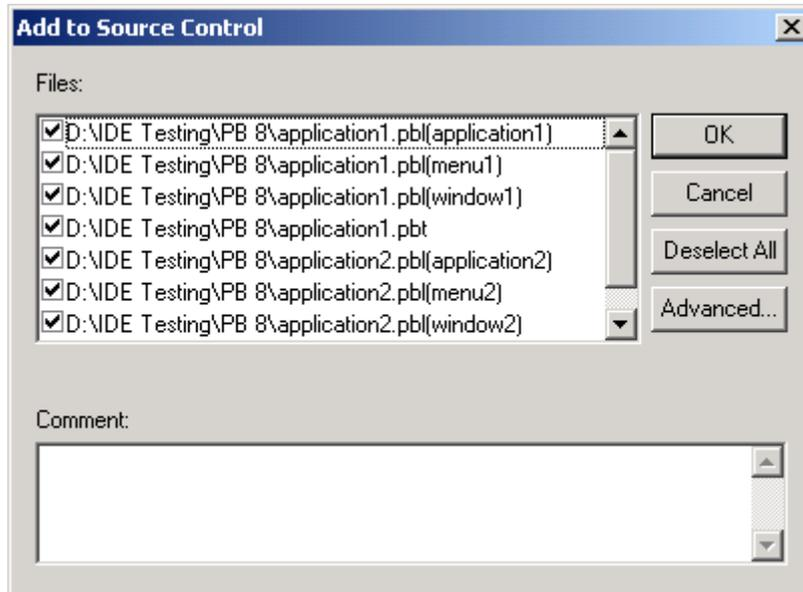 Add to Source Control
Files:
D:\IDE Testing\PB 8\application1.pbl(application1)
D:\IDE Testing\PB 8\application1.pbl(menu1)
D:\IDE Testing\PB 8\application1.pbl(window1)
D:\IDE Testing\PB 8\application1.pbt
D:\IDE Testing\PB 8\application2.pbl(application2)
D:\IDE Testing\PB 8\application2.pbl(menu2)
D:\IDE Testing\PB 8\application2.pbl(window2)
OK
Cancel
Deselect All
Advanced...
Comment: